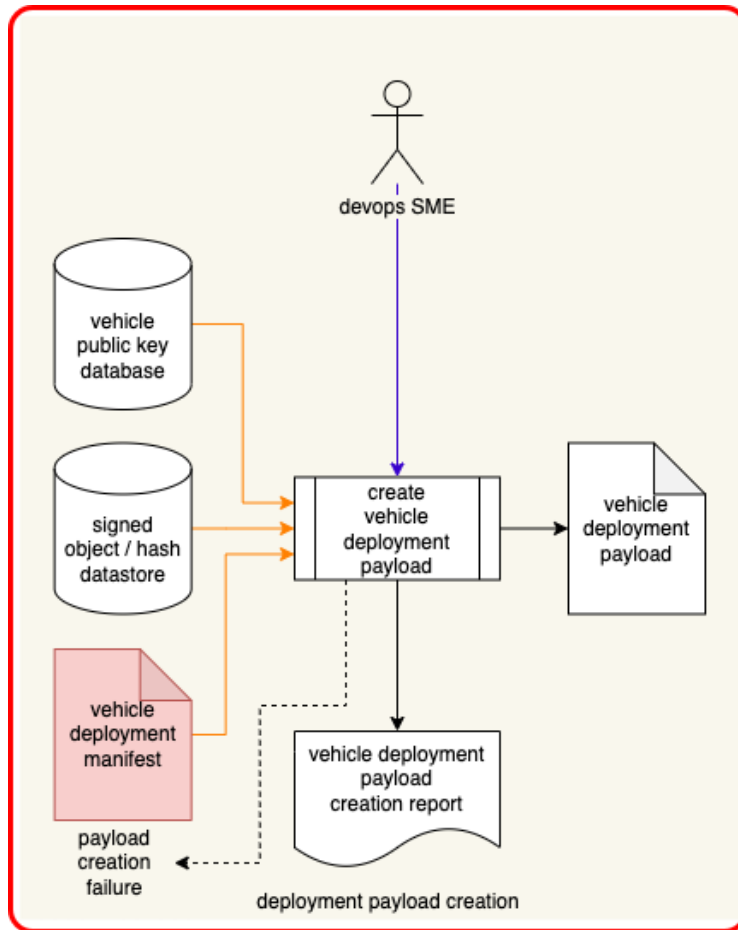 devops SME
vehicle
public key
database
signed
object / hash
datastore
create
vehicle
deployment
payload
vehicle
deployment
payload
vehicle
deployment
manifest
vehicle deployment
payload
creation report
payload
creation
failure
deployment payload creation